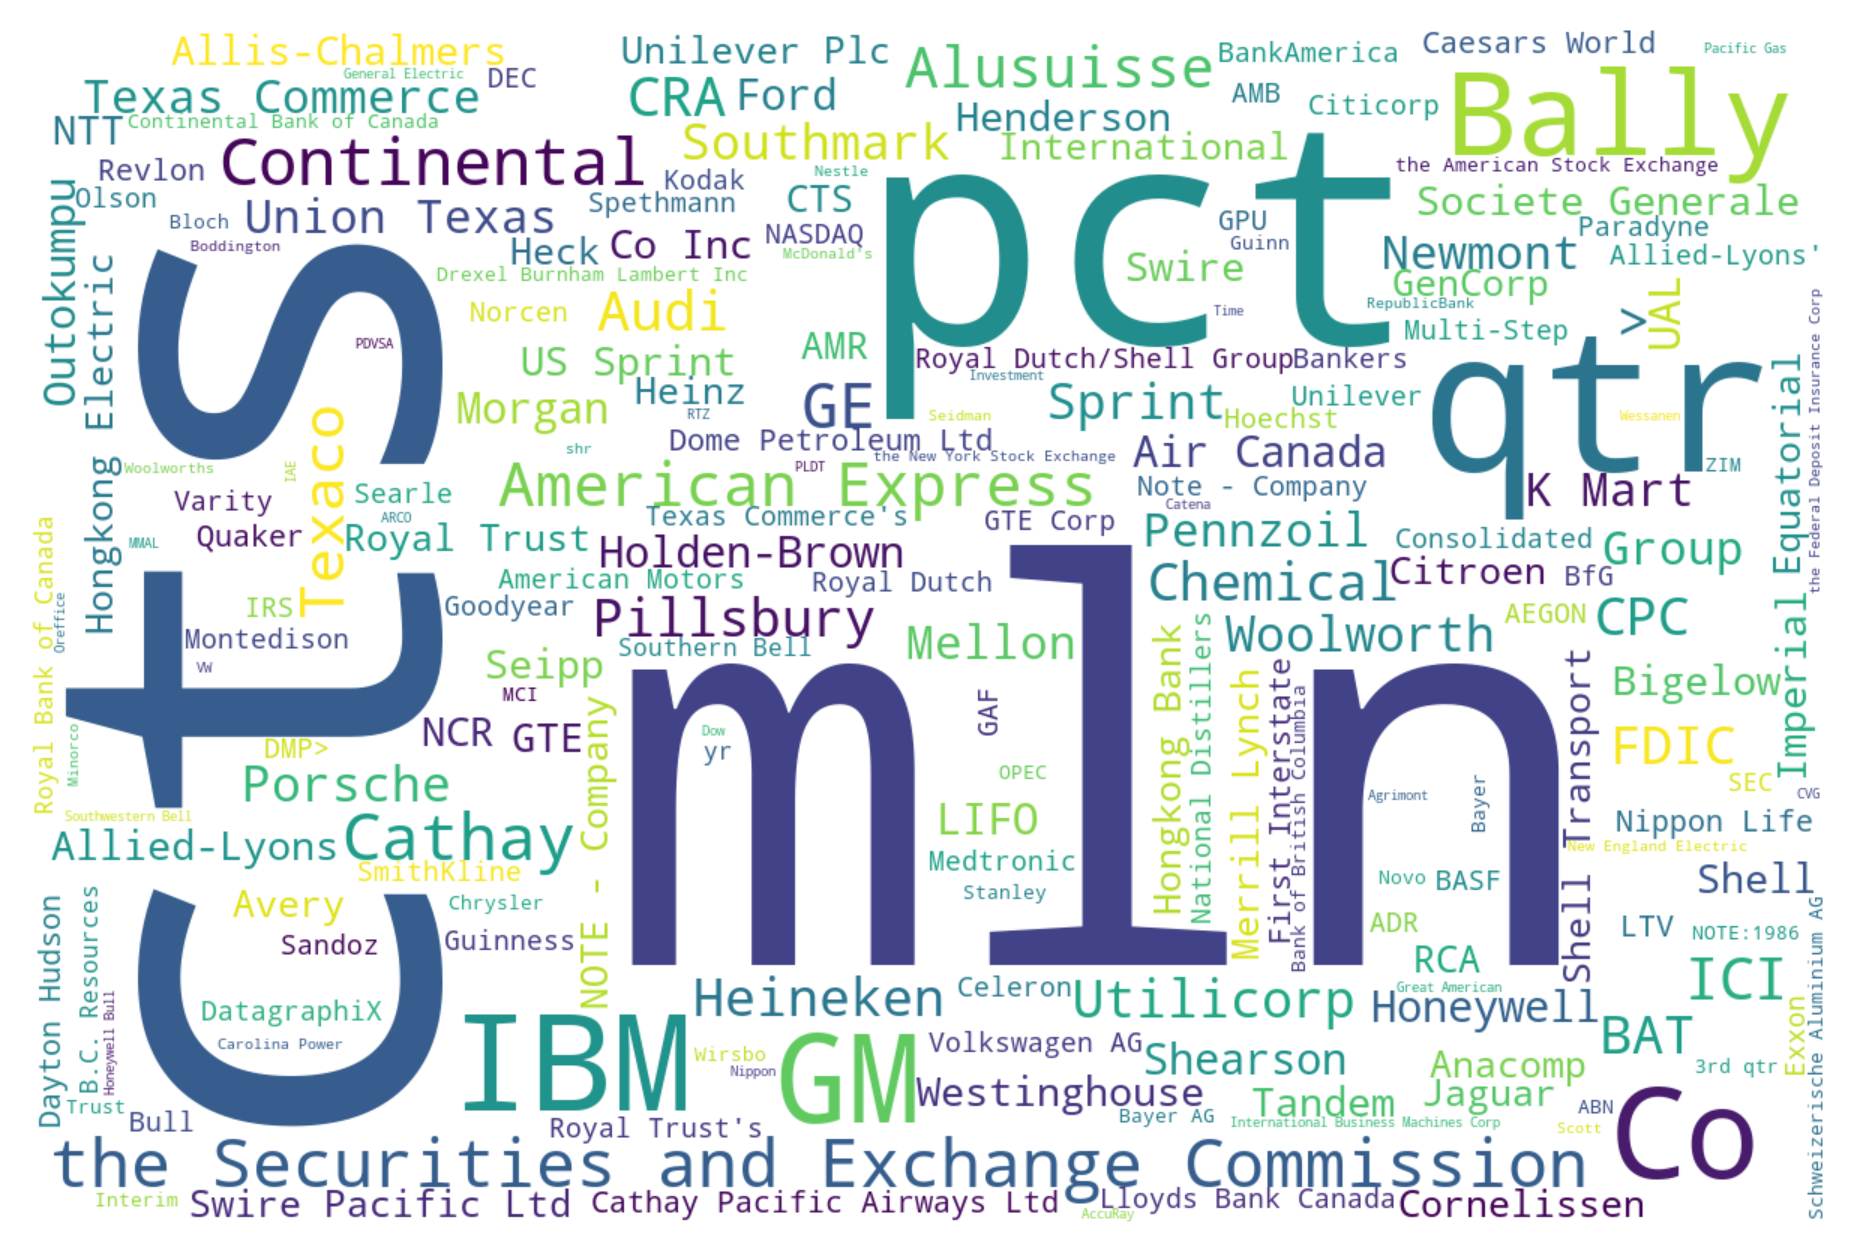 Allis-Chalmers
Unilever Plc
Alusuisse
BankAmerica
Caesars World
Pacific Gas
General Electric
DEC
Texas Commerce
CRA
Ford
Henderson
AMB
Citicorp
Bally
NTT
Continental Bank of Canada
Southmark
International
the American Stock Exchange
Revlon
Continental
Kodak
Nestle
pct
Olson
Spethmann
CTS
Societe Generale
Bloch
Union Texas
Heck
Co Inc
NASDAQ
GPU
Guinn
Paradyne
Boddington
McDonald's
Newmont
Allied-Lyons'
Outokumpu
Hongkong Electric
Drexel Burnham Lambert Inc
Swire
GenCorp
RepublicBank
UAL
>
Norcen
Audi
Time
Multi-Step
cts
PDVSA
US Sprint
AMR
Royal Dutch/Shell Group
Bankers
qtr
Investment
Heinz
GE
Sprint
Unilever
Morgan
RTZ
Seidman
Hoechst
Wessanen
Imperial Equatorial
the Federal Deposit Insurance Corp
Texaco
shr
Dome Petroleum Ltd
the New York Stock Exchange
Air Canada
Woolworths
IAE
PLDT
ZIM
American Express
Note - Company
K Mart
Varity
Searle
Catena
ARCO
Texas Commerce's
GTE Corp
Pennzoil
Consolidated
Group
Quaker
MMAL
Royal Trust
Holden-Brown
Royal Bank of Canada
Oreffice
American Motors
Royal Dutch
Chemical
Citroen
BfG
IRS
Goodyear
Pillsbury
AEGON
CPC
Montedison
Southern Bell
Mellon
Woolworth
VW
Seipp
mln
Hongkong Bank
National Distillers
Merrill Lynch
First Interstate
Bank of British Columbia
Shell Transport
Bigelow
MCI
GAF
NCR
GTE
NOTE - Company
Dow
yr
FDIC
Minorco
DMP>
OPEC
SEC
CVG
Porsche
Agrimont
Bayer
Southwestern Bell
LIFO
Nippon Life
Allied-Lyons
Cathay
New England Electric
SmithKline
Medtronic
Novo
BASF
Shell
Stanley
Avery
Chrysler
ADR
LTV
NOTE:1986
Dayton Hudson
B.C. Resources
Sandoz
Guinness
RCA
Great American
ICI
Schweizerische Aluminium AG
Honeywell Bull
DatagraphiX
Heineken
Celeron
Utilicorp
Honeywell
Carolina Power
IBM
Wirsbo
Nippon
GM
Volkswagen AG
Shearson
BAT
Exxon
Anacomp
3rd qtr
Westinghouse
Tandem
Jaguar
Trust
Bull
Royal Trust's
Bayer AG
International Business Machines Corp
ABN
Scott
Co
the Securities and Exchange Commission
Interim
Swire Pacific Ltd
Cathay Pacific Airways Ltd
AccuRay
Lloyds Bank Canada
Cornelissen